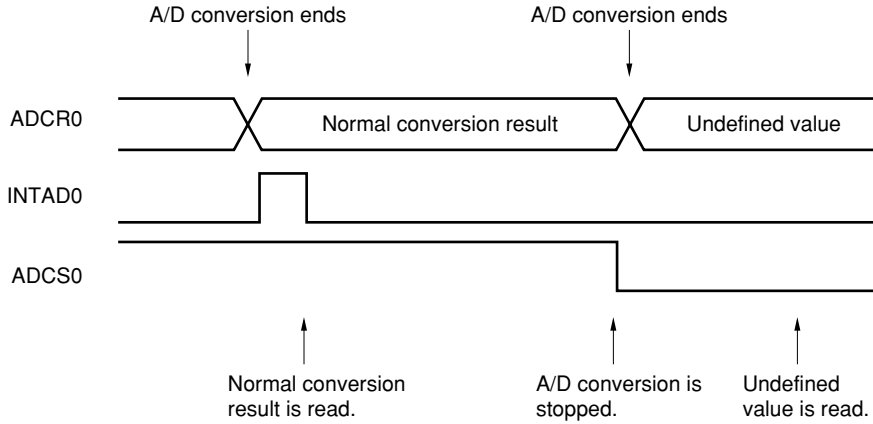 A/D conversion ends
A/D conversion ends
ADCR0
Normal conversion result
Undefined value
INTAD0
ADCS0
Normal conversion
result is read.
A/D conversion is
stopped.
Undefined
value is read.